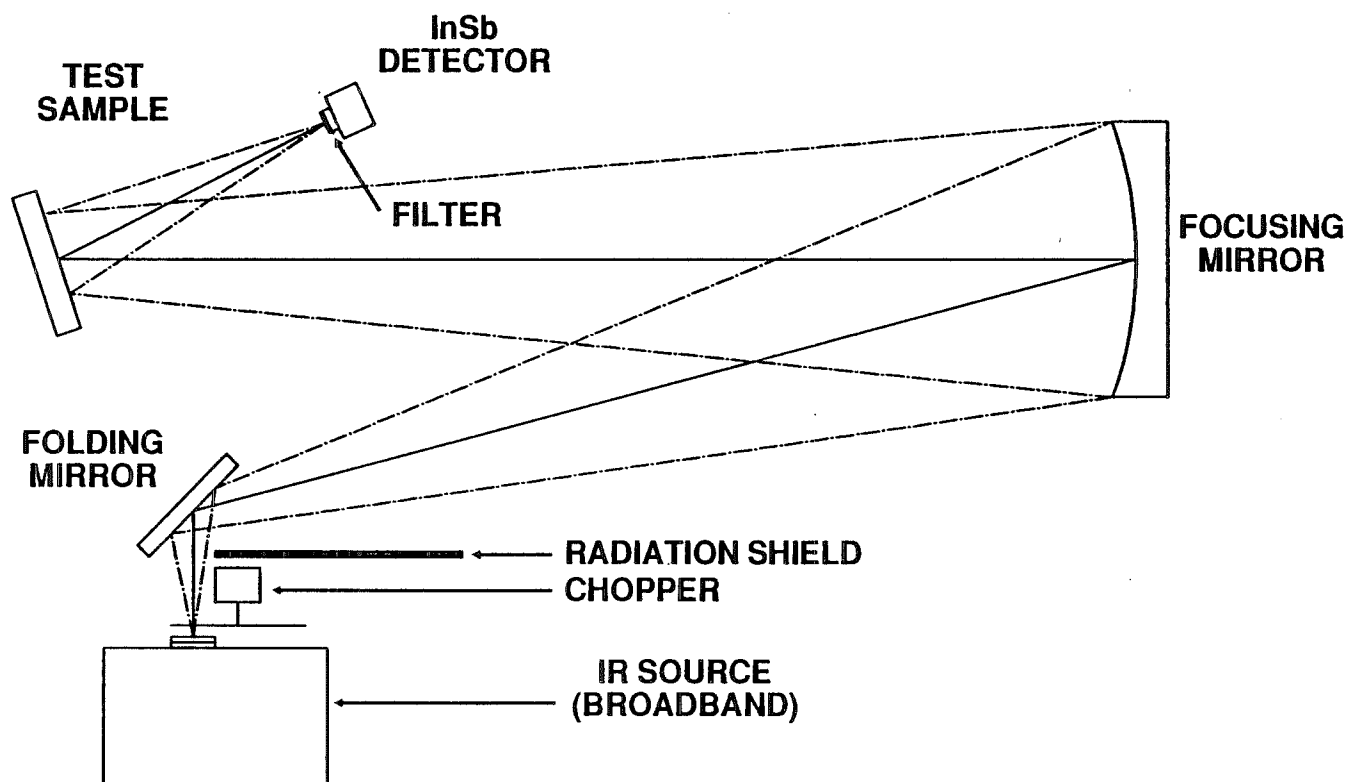 InSb
DETECTOR
TEST
SAMPLE
FILTER
FOCUSING
MIRROR
FOLDING
MIRROR
RADIATION SHIELD
CHOPPER
IR SOURCE
(BROADBAND)